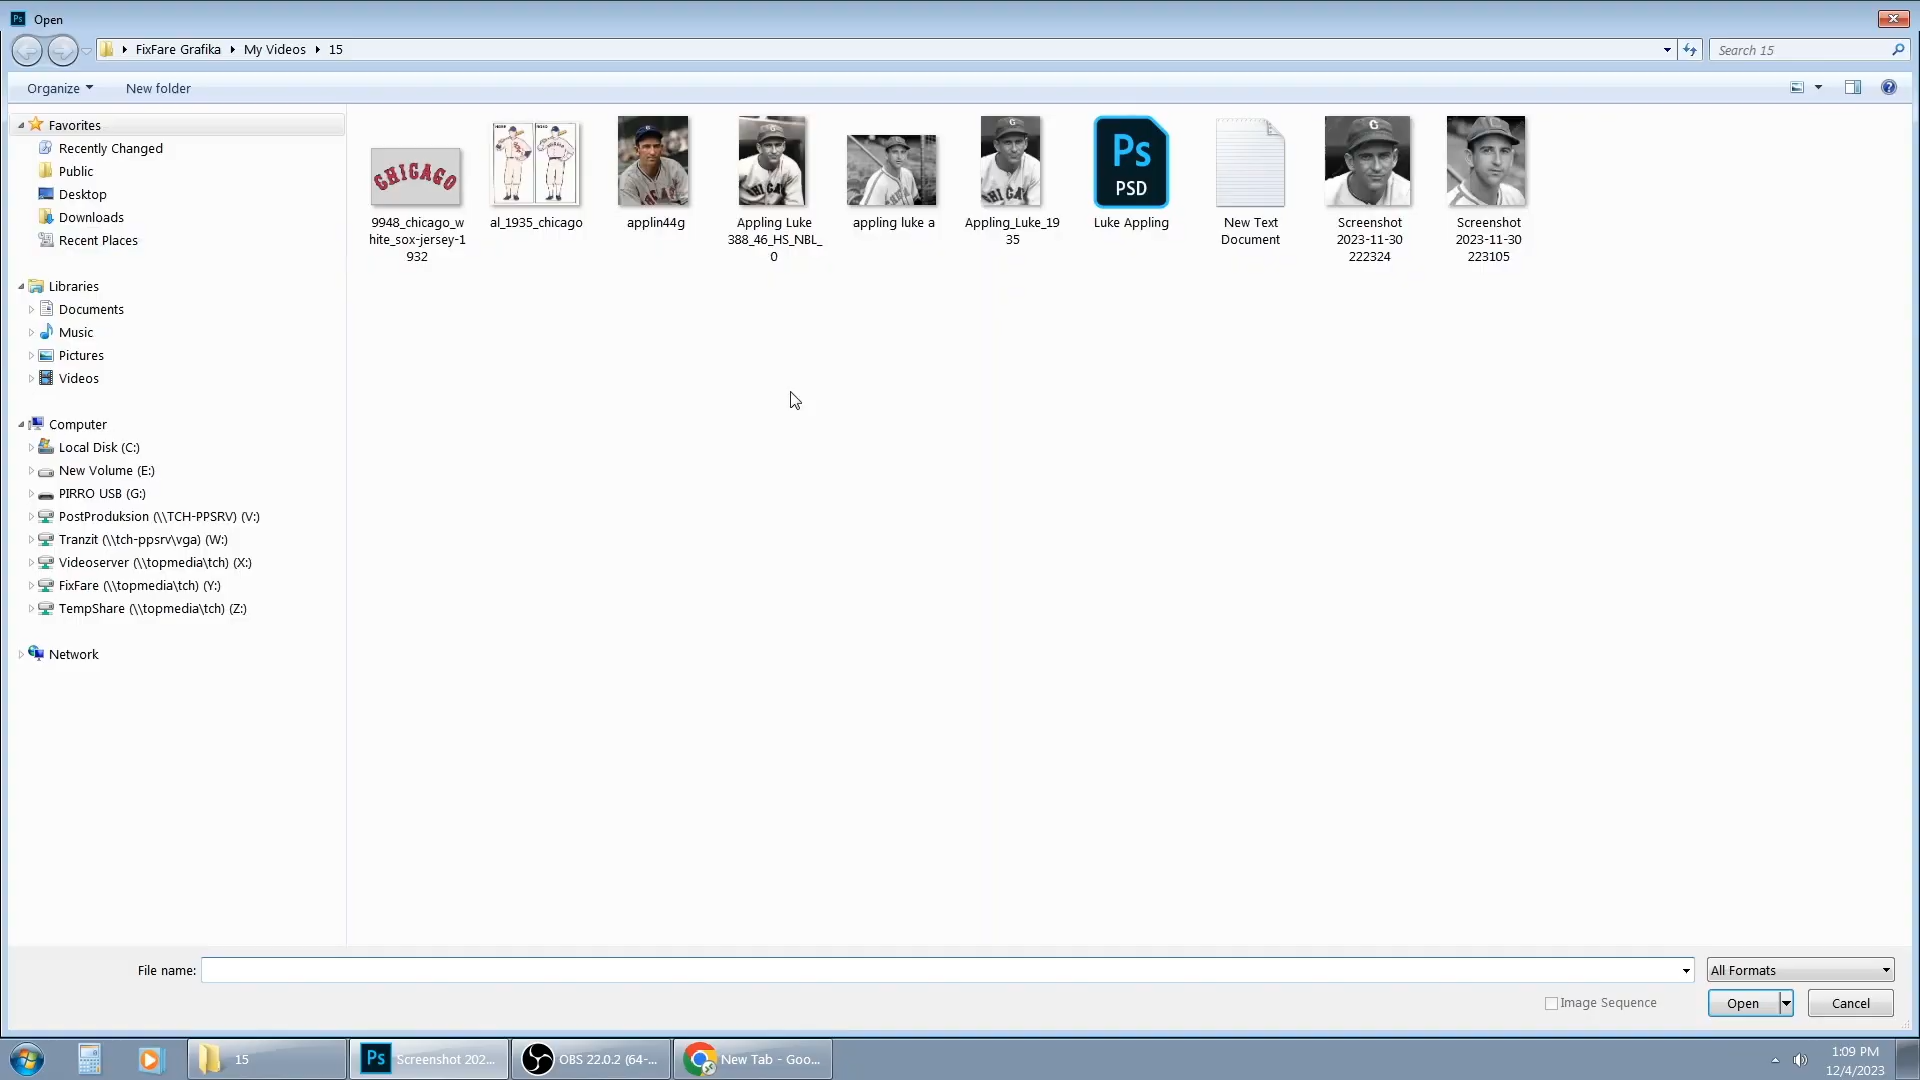 Ps Open
FixFare Grafika My Videos 15
Search 15
Organize New folder
Favorites
Recently Changed
Public
Desktop
Downloads
Recent Places
Libraries
Documents
Music
Pictures
Videos
Computer
Local Disk (C:)
New Volume (E:)
PIRRO USB (G:)
PostProduksion (\\TCH-PPSRV) (V:)
Tranzit (\\tch-ppsrv\vga) (W:)
Videoserver (\\topmedia\tch) (X:)
FixFare (\\topmedia\tch) (Y:)
TempShare (\\topmedia\tch) (Z:)
Network
CHICAGO
9948_chicago_w
hite_sox-jersey-1
932
al_1935_chicago
applin44g
Appling Luke
388_46_HS_NBL_
0
appling luke a
Appling_Luke_19
35
Ps
PSD
Luke Appling
New Text
Document
Screenshot
2023-11-30
222324
Screenshot
2023-11-30
223105
File name:
All Formats
Image Sequence
Open Cancel
15
Ps Screenshot 202...
OBS 22.0.2 (64-...
New Tab - Goo...
1:09 PM
12/4/2023